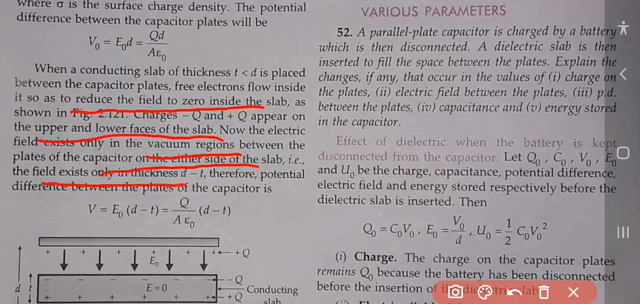 where σ is the surface charge density. The potential
difference between the capacitor plates will be
V₀ = E₀d = Qd / Aε₀
When a conducting slab of thickness t < d is placed
between the capacitor plates, free electrons flow inside
it so as to reduce the field to zero inside the slab, as
shown in Fig. 2.121. Charges – Q and + Q appear on
the upper and lower faces of the slab. Now the electric
field exists only in the vacuum regions between the
plates of the capacitor on the either side of the slab, i.e.,
the field exists only in thickness d – t, therefore, potential
difference between the plates of the capacitor is
V = E₀ (d – t) = Q / A ε₀ (d – t)
+ Q
E₀
d
t
E = 0
– Q
+ Q
Conducting
slab
VARIOUS PARAMETERS
52. A parallel-plate capacitor is charged by a battery
which is then disconnected. A dielectric slab is then
inserted to fill the space between the plates. Explain the
changes, if any, that occur in the values of (i) charge on
the plates, (ii) electric field between the plates, (iii) p.d.
between the plates, (iv) capacitance and (v) energy stored
in the capacitor.
Effect of dielectric when the battery is kept
disconnected from the capacitor. Let Q₀, C₀, V₀, E₀
and U₀ be the charge, capacitance, potential difference,
electric field and energy stored respectively before the
dielectric slab is inserted. Then
Q₀ = C₀V₀, E₀ = V₀ / d, U₀ = 1 / 2 C₀V₀²
(i) Charge. The charge on the capacitor plates
remains Q₀ because the battery has been disconnected
before the insertion of the dielectric slab.